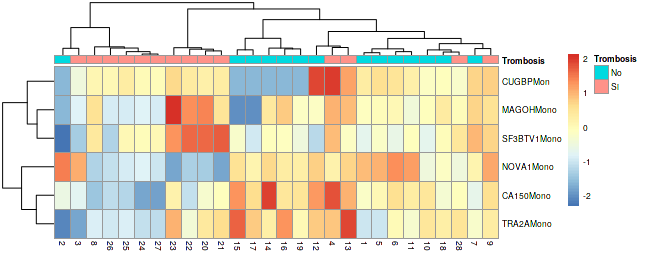 Trombosis
CUGBPMon
MAGOHMono
SF3BTV1Mono
NOVA1Mono
CA150Mono
TRA2AMono
2 3 8 26 25 24 27 23 22 20 21 15 17 14 16 19 12 4 13 1 5 6 11 10 18 28 7 9
2
1
0
-1
-2
Trombosis
No
SI